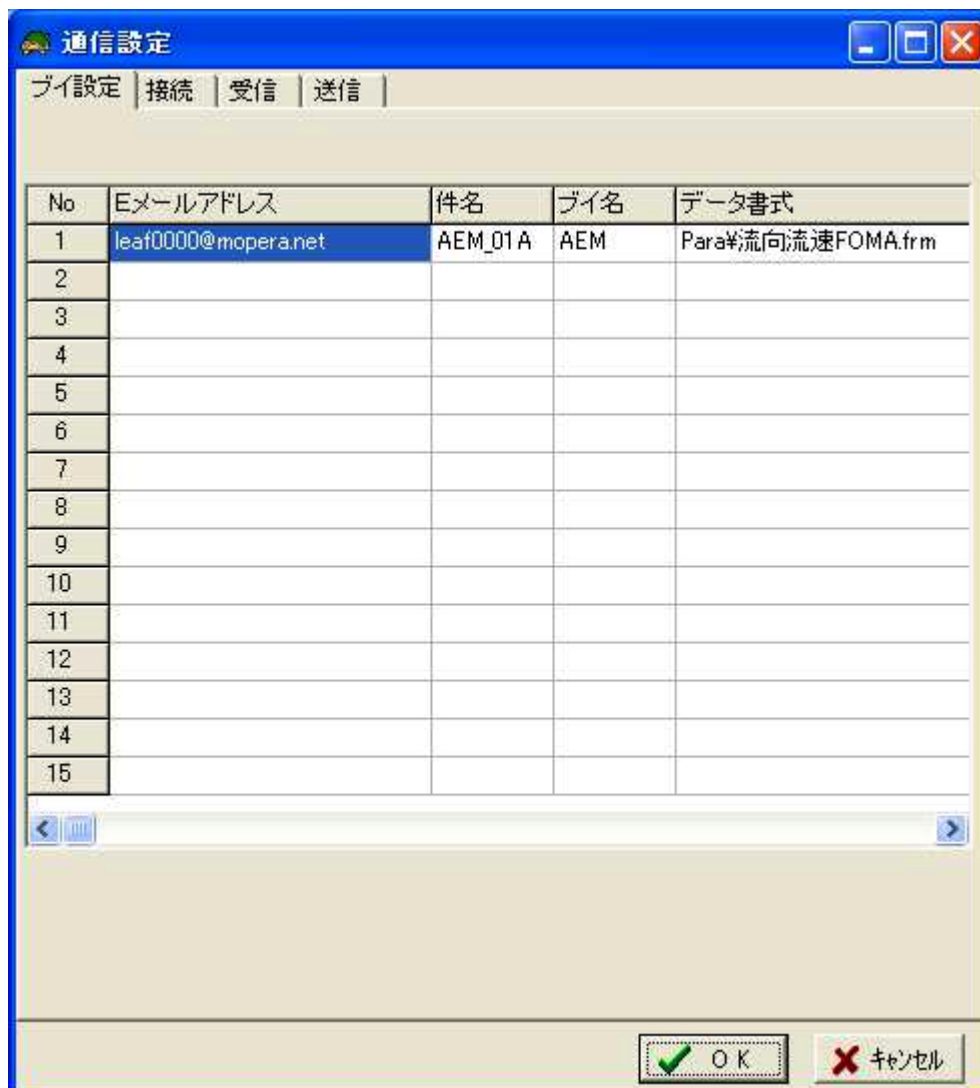 通信設定
ブイ設定 接続 受信 送信
No Eメールアドレス 件名 ブイ名 データ書式
1 leaf0000@mopera.net AEM_01A AEM Para¥流向流速FOMA.frm
2
3
4
5
6
7
8
9
10
11
12
13
14
15
OK キャンセル